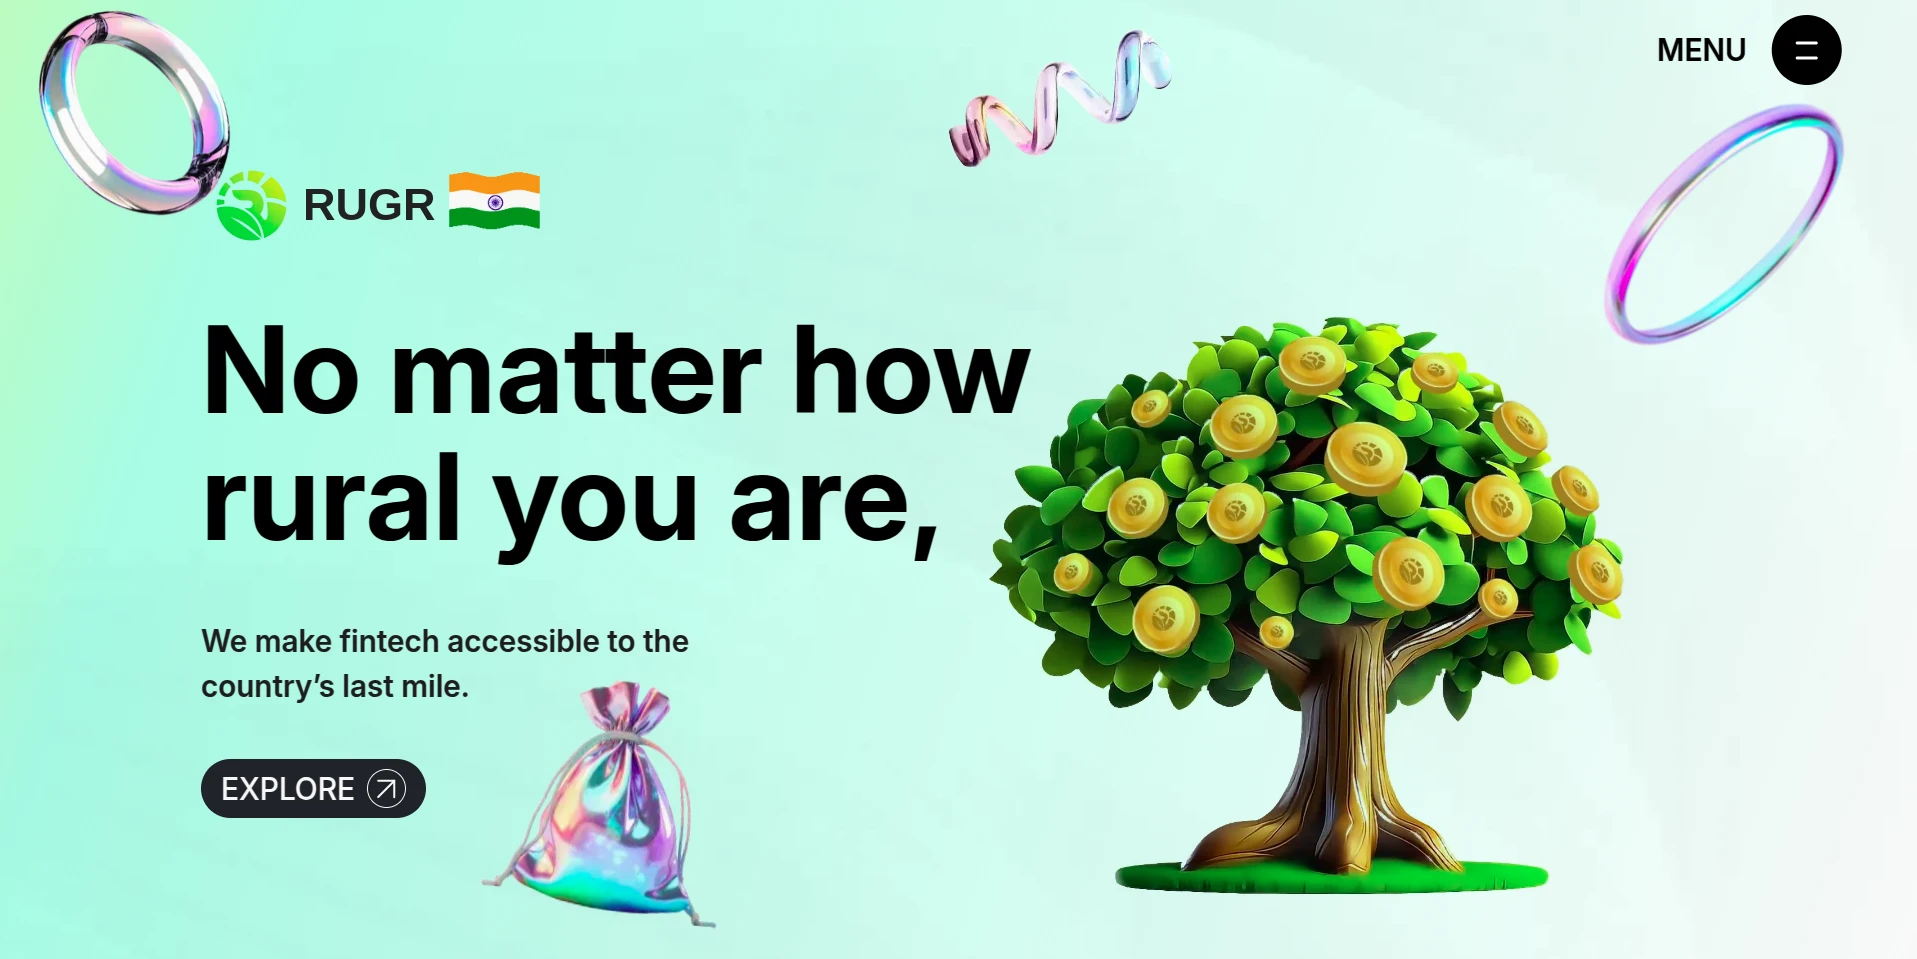 MENU
RUGR
No matter how
rural you are,
We make fintech accessible to the
country’s last mile.
EXPLORE